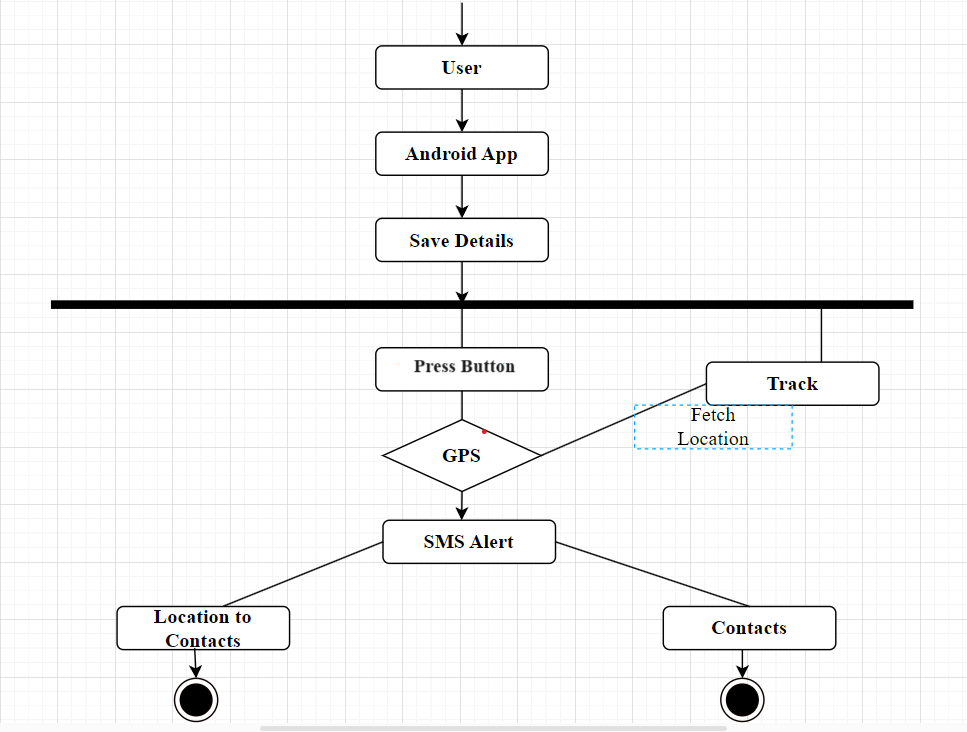 User
Android App
Save Details
Press Button
Track
Fetch
Location
GPS
SMS Alert
Location to
Contacts
Contacts